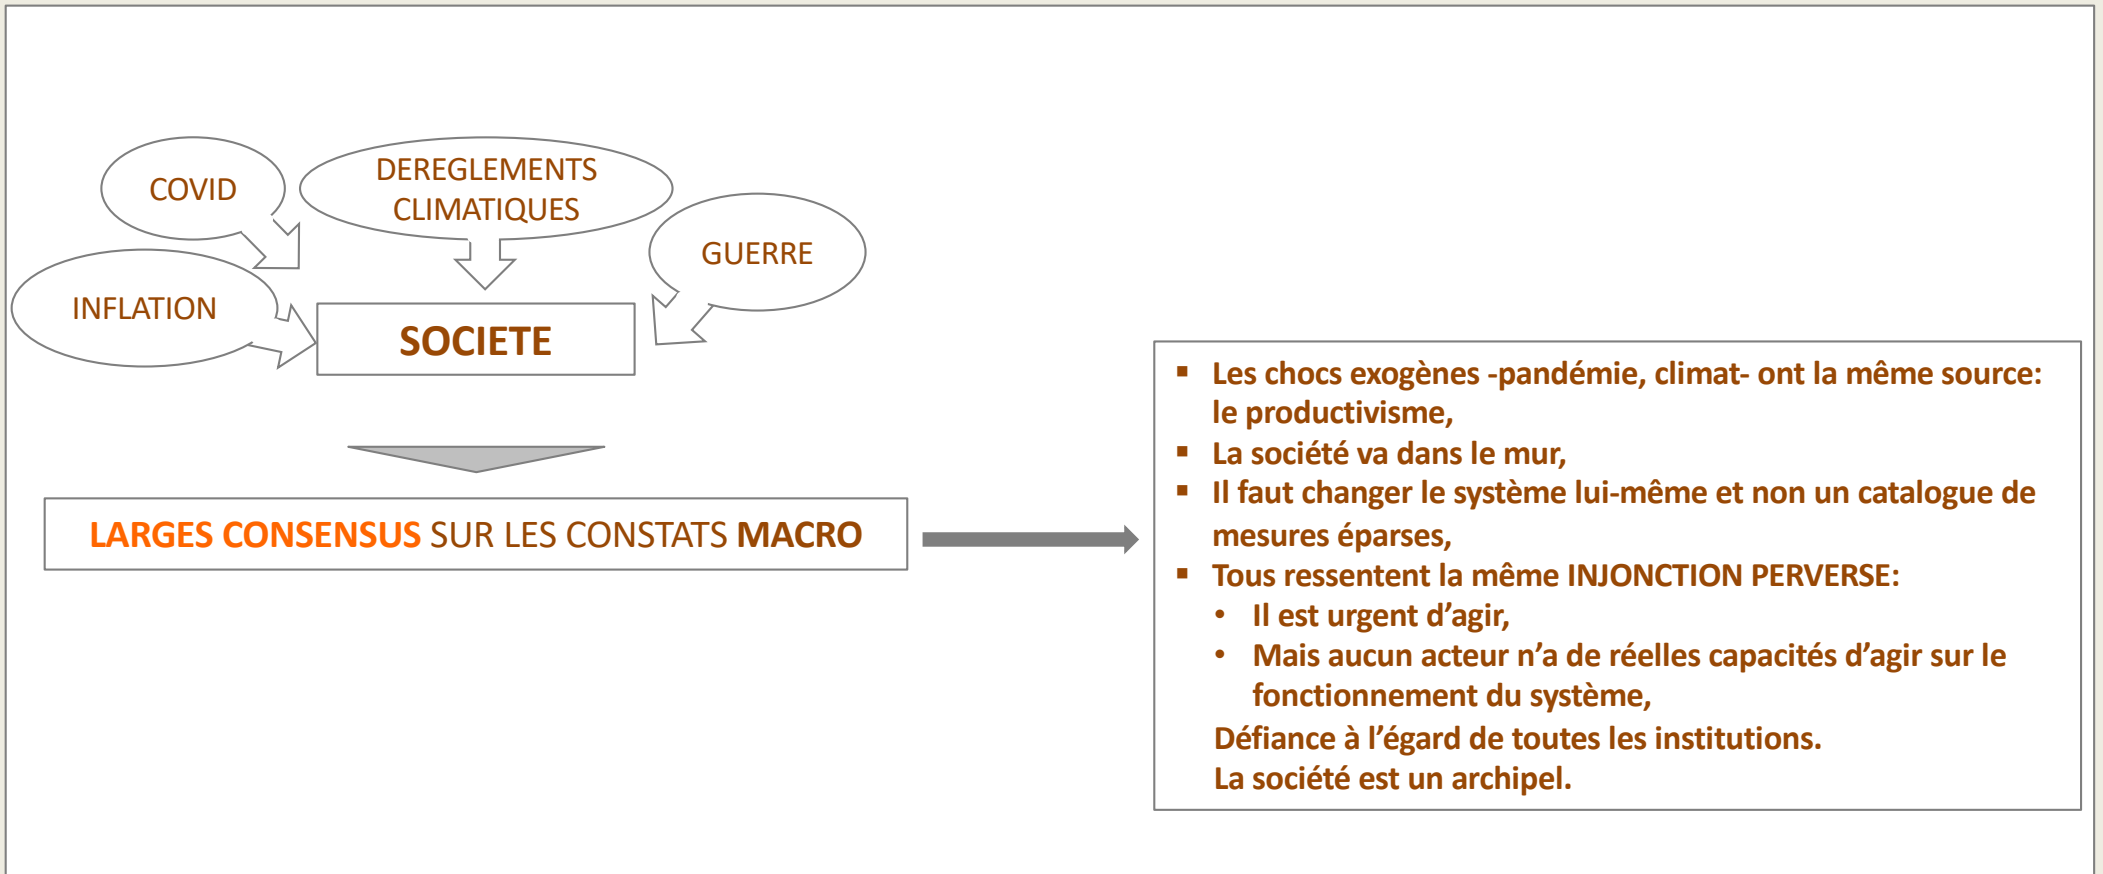 COVID
DEREGLEMENTS
CLIMATIQUES
GUERRE
INFLATION
SOCIETE
LARGES CONSENSUS SUR LES CONSTATS MACRO
▪ Les chocs exogènes -pandémie, climat- ont la même source:
le productivisme,
▪ La société va dans le mur,
▪ Il faut changer le système lui-même et non un catalogue de
mesures éparses,
▪ Tous ressentent la même INJONCTION PERVERSE:
• Il est urgent d’agir,
• Mais aucun acteur n’a de réelles capacités d’agir sur le
fonctionnement du système,
Défiance à l’égard de toutes les institutions.
La société est un archipel.